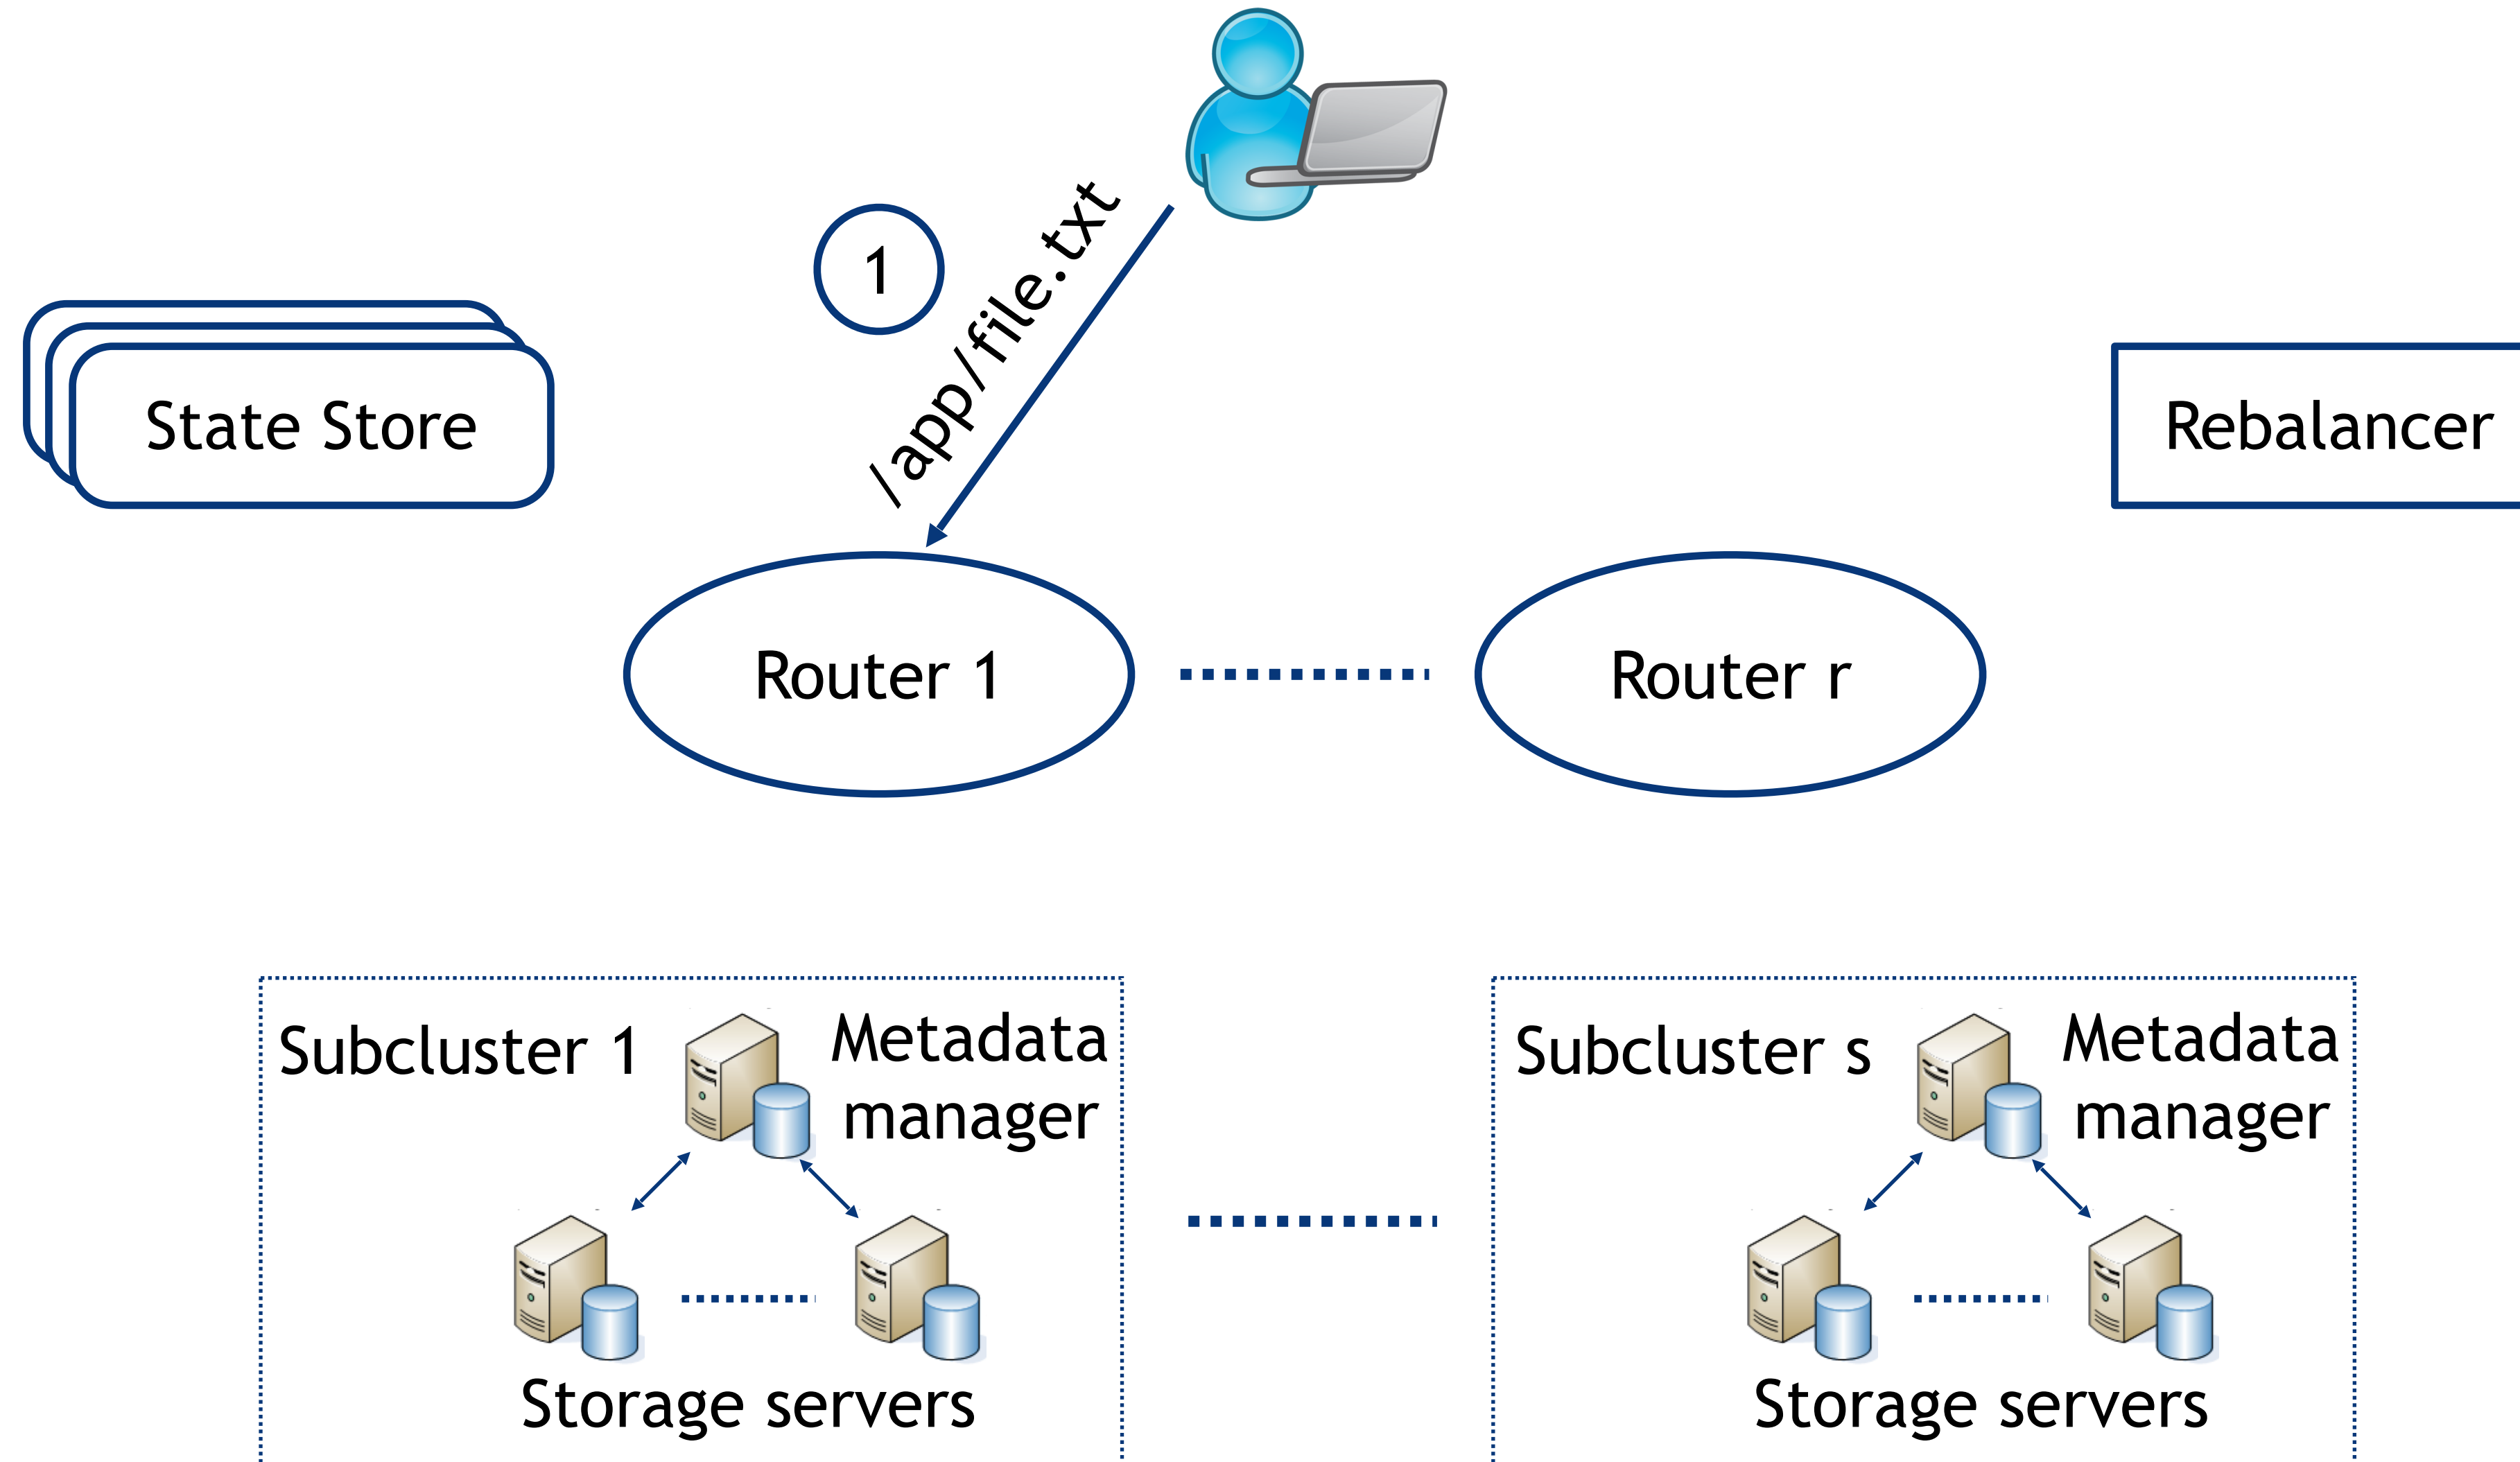 1
/app/file.txt
State Store
Rebalancer
Router 1
Router r
Subcluster 1
Metadata
manager
Storage servers
Subcluster s
Metadata
manager
Storage servers